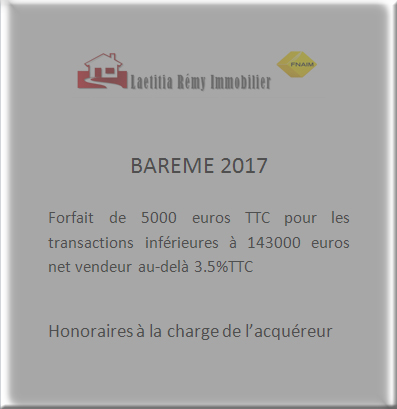 Laetitia Rémy Immobilier
FNAIM
BAREME 2017
Forfait de 5000 euros TTC pour les
transactions inférieures à 143000 euros
net vendeur au-delà 3.5%TTC
Honoraires à la charge de l'acquéreur